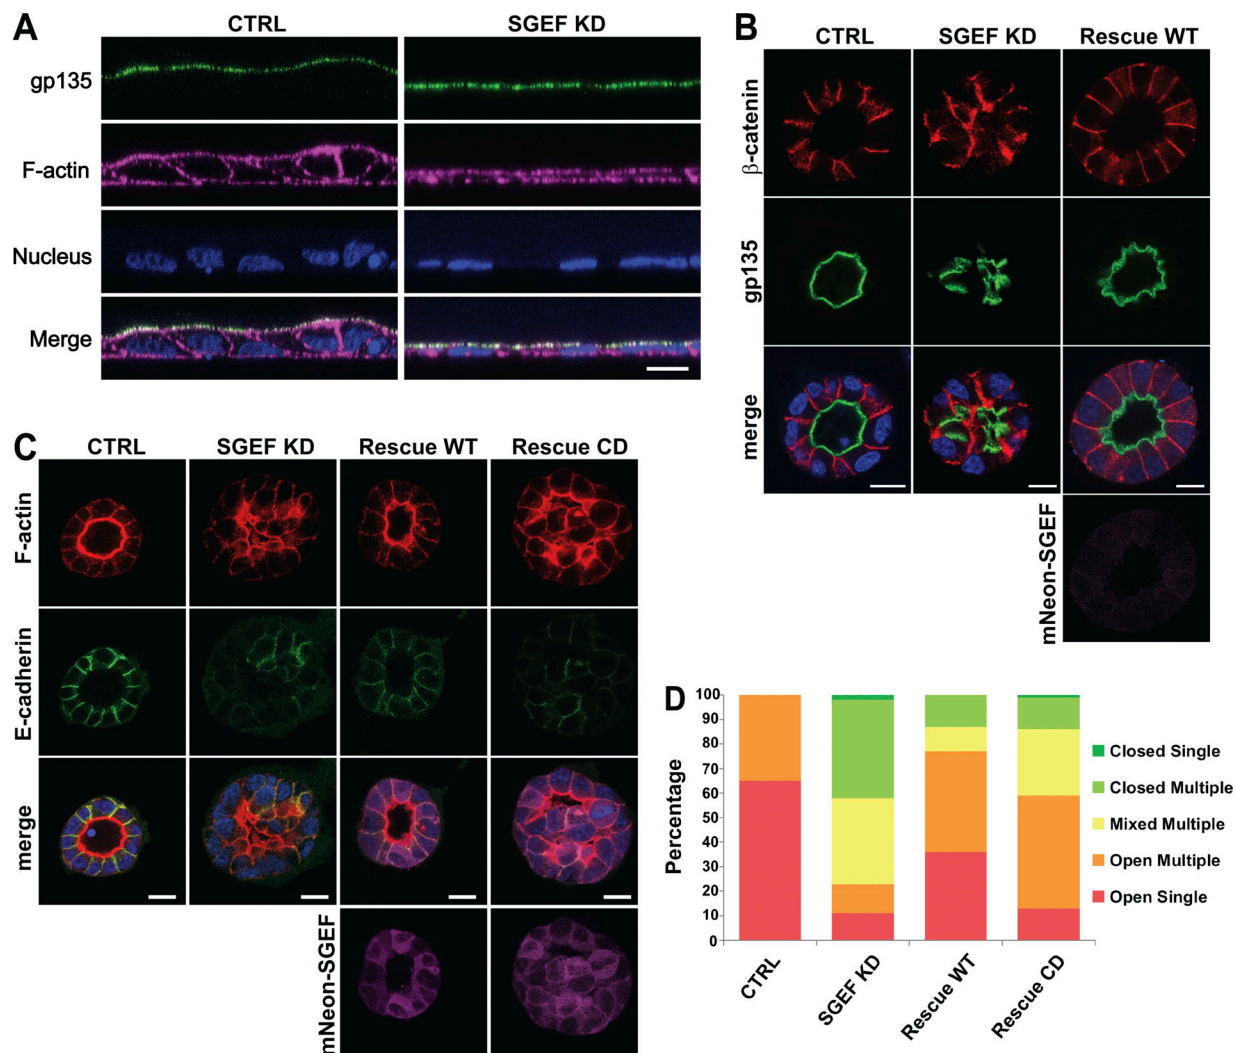 A
CTRL
SGEF KD
gp135
F-actin
Nucleus
Merge
B
CTRL
SGEF KD
Rescue WT
β-catenin
gp135
merge
mNeon-SGEF
C
CTRL
SGEF KD
Rescue WT
Rescue CD
F-actin
E-cadherin
merge
mNeon-SGEF
D
Percentage
100
90
80
70
60
50
40
30
20
10
0
CTRL
SGEF KD
Rescue WT
Rescue CD
Closed Single
Closed Multiple
Mixed Multiple
Open Multiple
Open Single